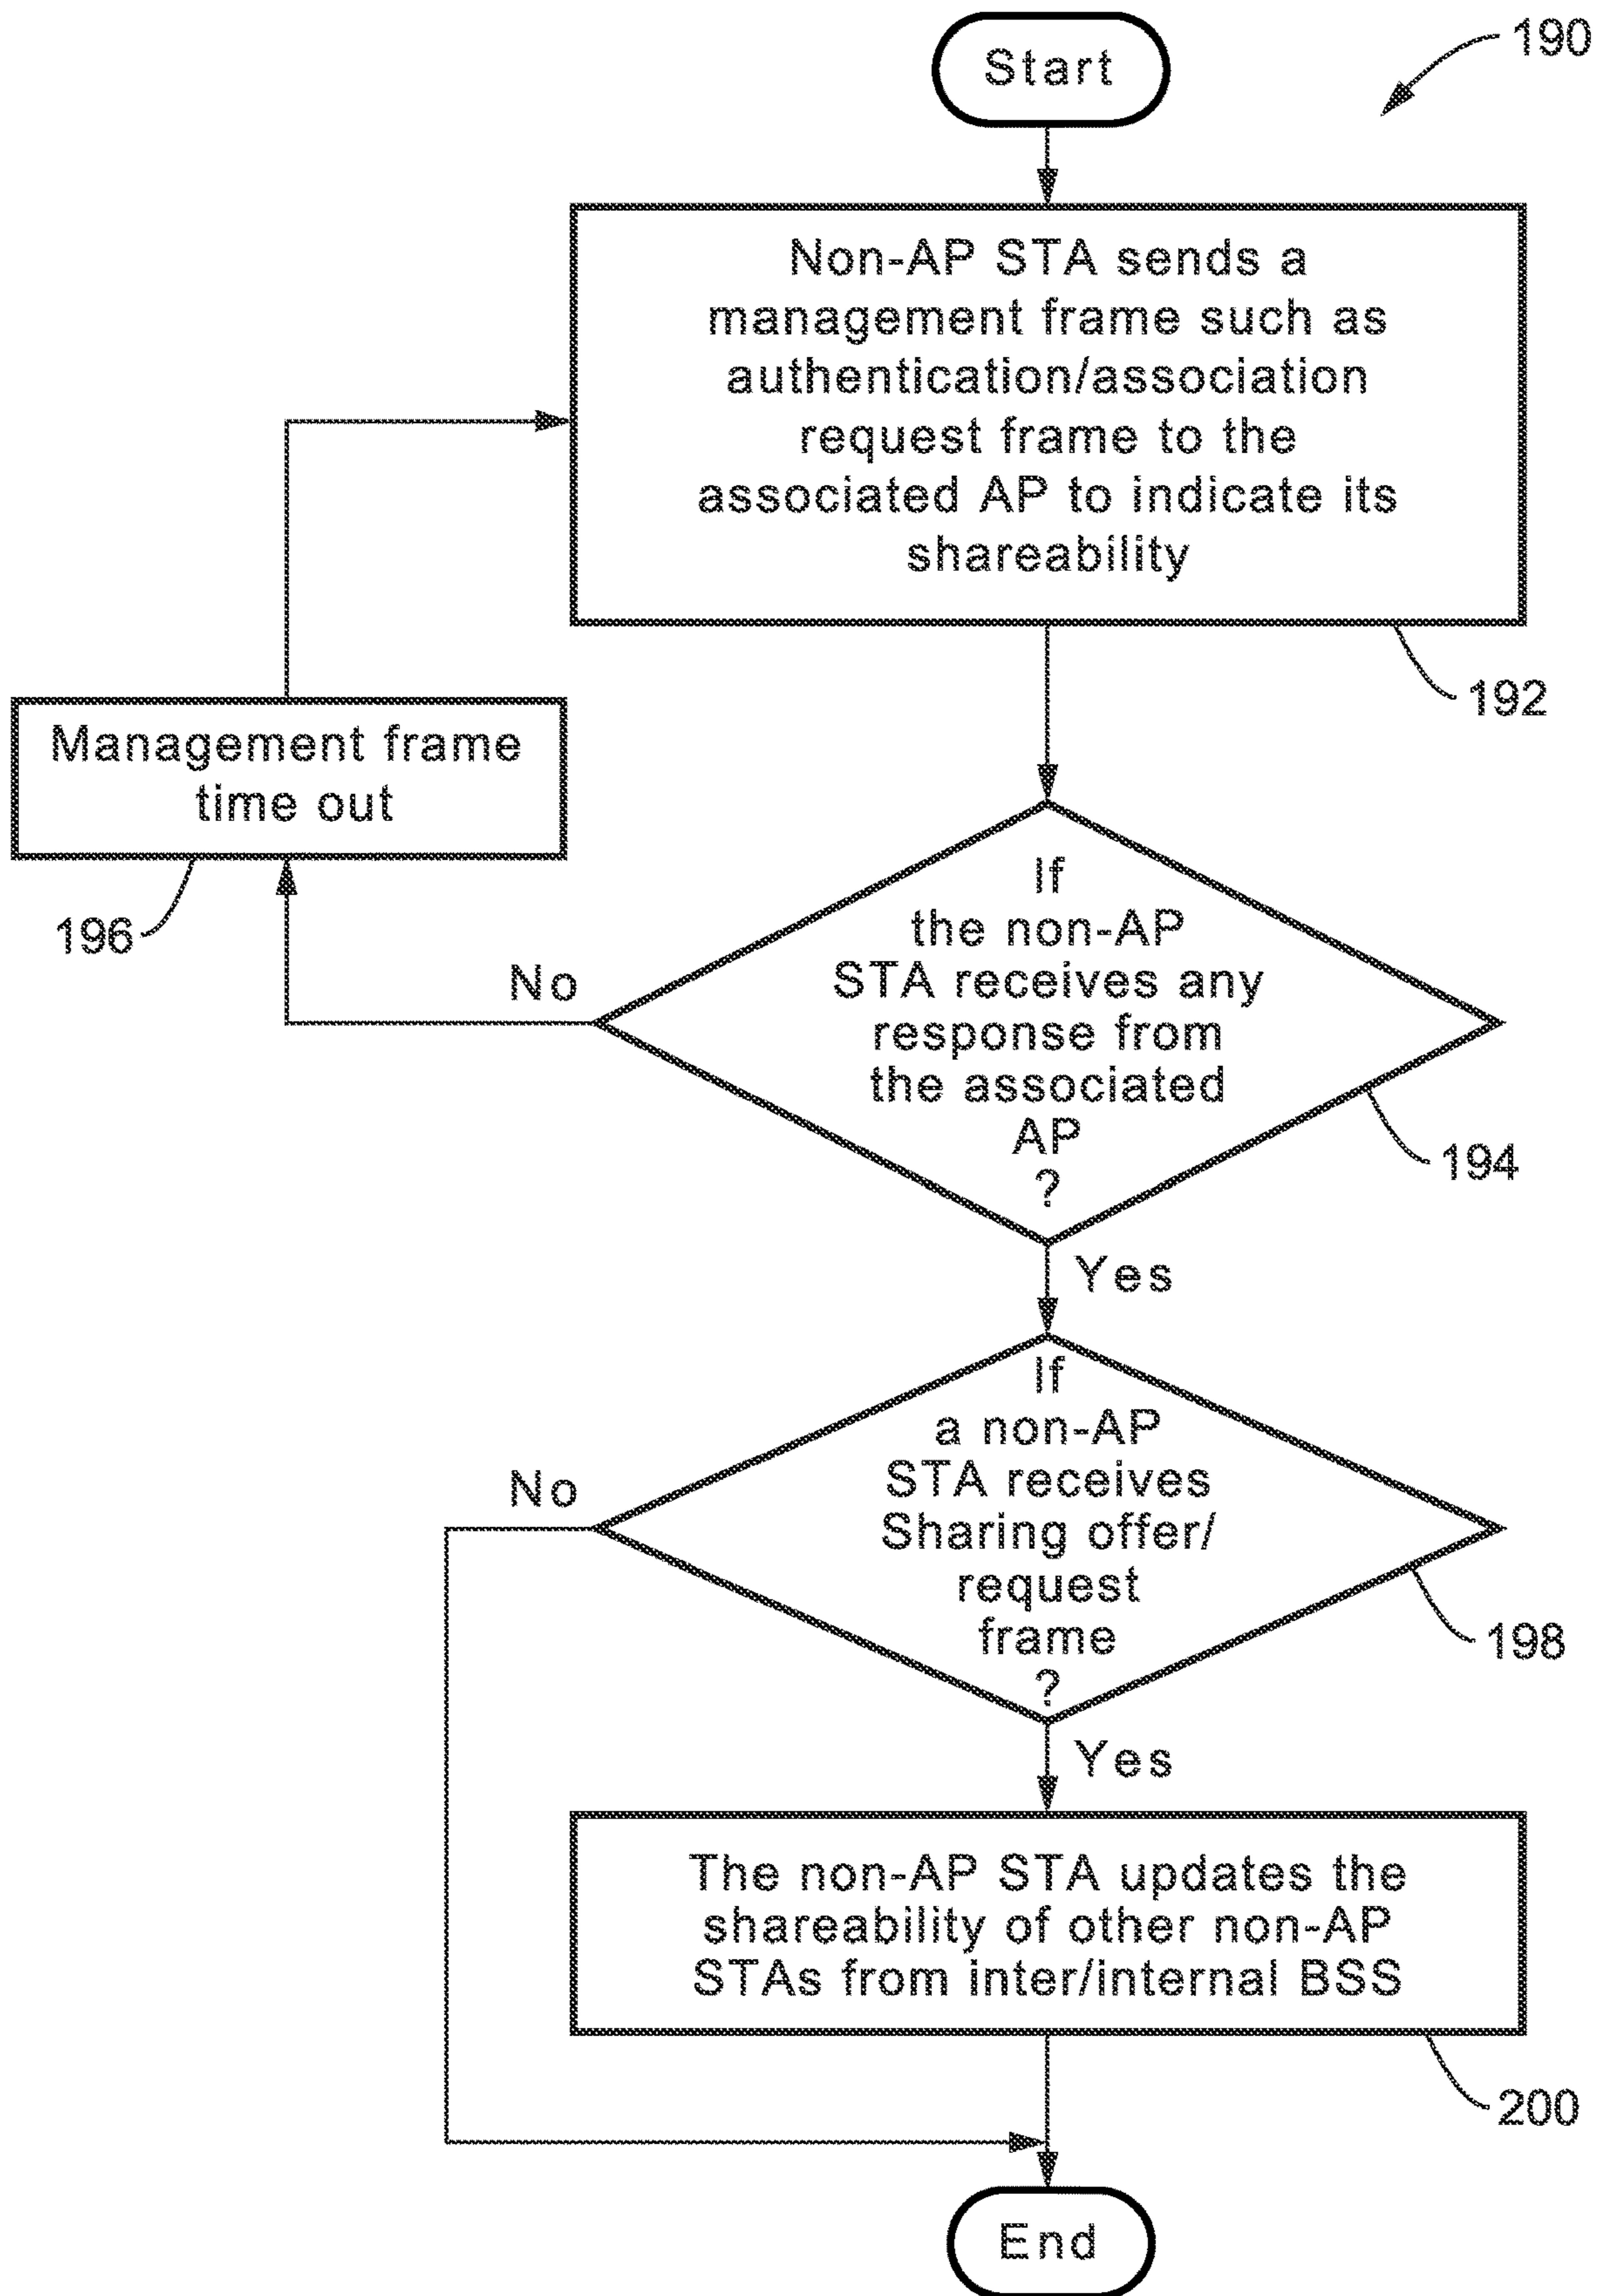 Start
190
Non-AP STA sends a
management frame such as
authentication/association
request frame to the
associated AP to indicate its
shareability
192
Management frame
time out
196
If
the non-AP
STA receives any
response from
the associated
AP
?
No
194
Yes
If
a non-AP
STA receives
Sharing offer/
request
frame
?
No
198
Yes
The non-AP STA updates the
shareability of other non-AP
STAs from inter/internal BSS
200
End